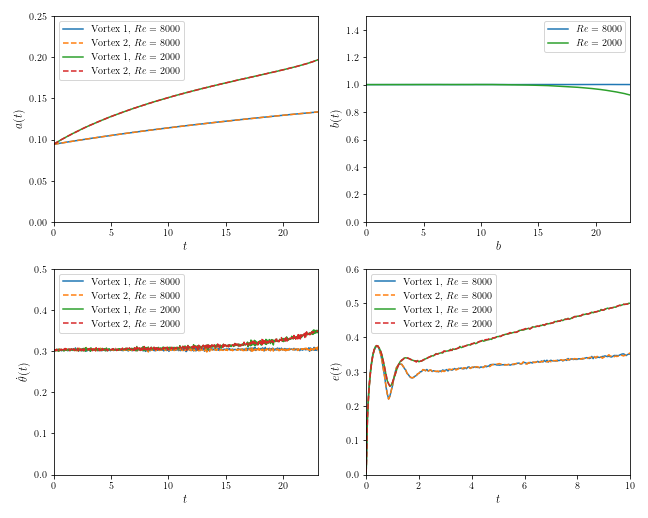 0.25
0.20
0.15
0.10
0.05
0.00
a(t)
Vortex 1, Re = 8000
Vortex 2, Re = 8000
Vortex 1, Re = 2000
Vortex 2, Re = 2000
0 5 10 15 20
t
1.4
1.2
1.0
0.8
0.6
0.4
0.2
0.0
b(t)
Re = 8000
Re = 2000
0 5 10 15 20
b
0.5
0.4
0.3
0.2
0.1
0.0
θ̇(t)
Vortex 1, Re = 8000
Vortex 2, Re = 8000
Vortex 1, Re = 2000
Vortex 2, Re = 2000
0 5 10 15 20
t
0.6
0.5
0.4
0.3
0.2
0.1
0.0
e(t)
Vortex 1, Re = 8000
Vortex 2, Re = 8000
Vortex 1, Re = 2000
Vortex 2, Re = 2000
0 2 4 6 8 10
t